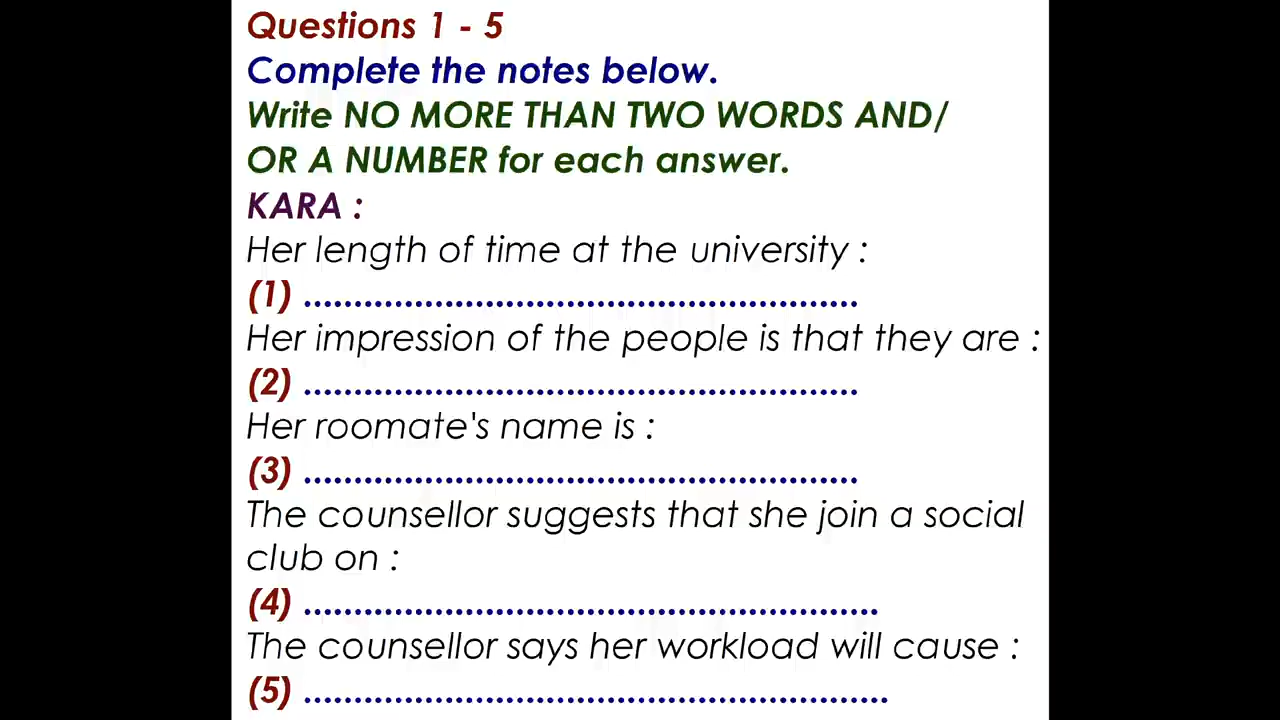 Questions 1 - 5
Complete the notes below.
Write NO MORE THAN TWO WORDS AND/
OR A NUMBER for each answer.
KARA :
Her length of time at the university :
(1) ......................................................
Her impression of the people is that they are :
(2) ......................................................
Her roomate's name is :
(3) ......................................................
The counsellor suggests that she join a social
club on :
(4) ........................................................
The counsellor says her workload will cause :
(5) .........................................................